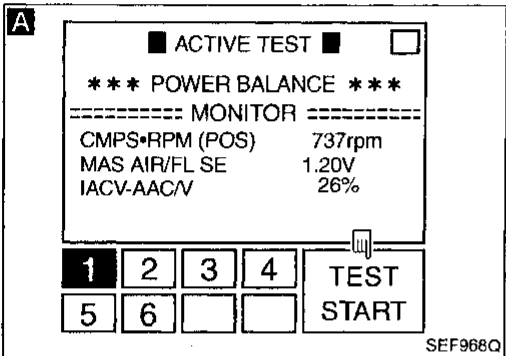 A
■ ACTIVE TEST ■
*** POWER BALANCE ***
========== MONITOR ==========
CMPS•RPM (POS) 737rpm
MAS AIR/FL SE 1.20V
IACV-AAC/V 26%
1 2 3 4
5 6
TEST
START
SEF968Q